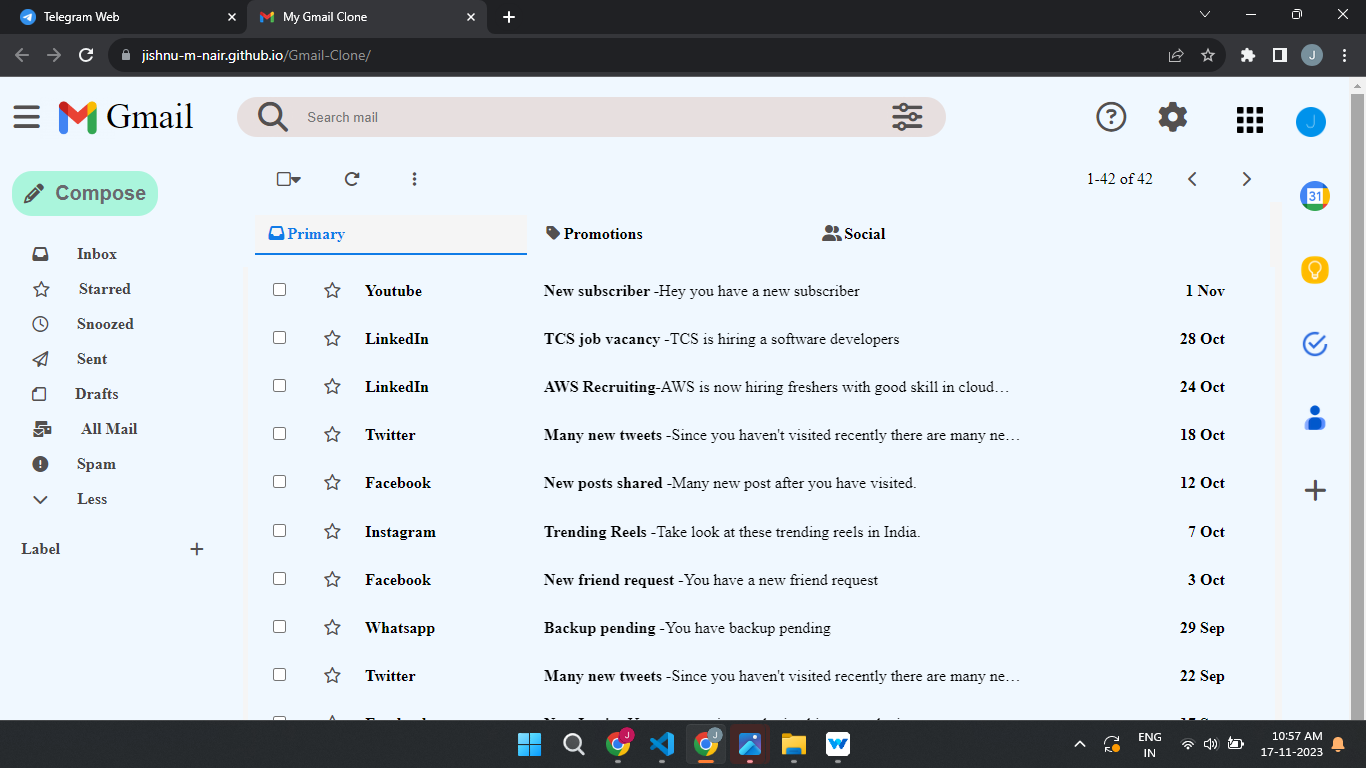 Telegram Web
My Gmail Clone
jishnu-m-nair.github.io/Gmail-Clone/
J
Gmail
Search mail
?
J
Compose
1-42 of 42
31
Primary
Promotions
Social
Inbox
Starred
Snoozed
Sent
Drafts
All Mail
Spam
Less
Label
Youtube New subscriber -Hey you have a new subscriber 1 Nov
LinkedIn TCS job vacancy -TCS is hiring a software developers 28 Oct
LinkedIn AWS Recruiting-AWS is now hiring freshers with good skill in cloud… 24 Oct
Twitter Many new tweets -Since you haven't visited recently there are many ne… 18 Oct
Facebook New posts shared -Many new post after you have visited. 12 Oct
Instagram Trending Reels -Take look at these trending reels in India. 7 Oct
Facebook New friend request -You have a new friend request 3 Oct
Whatsapp Backup pending -You have backup pending 29 Sep
Twitter Many new tweets -Since you haven't visited recently there are many ne… 22 Sep
J
J
ENG
IN
10:57 AM
17-11-2023